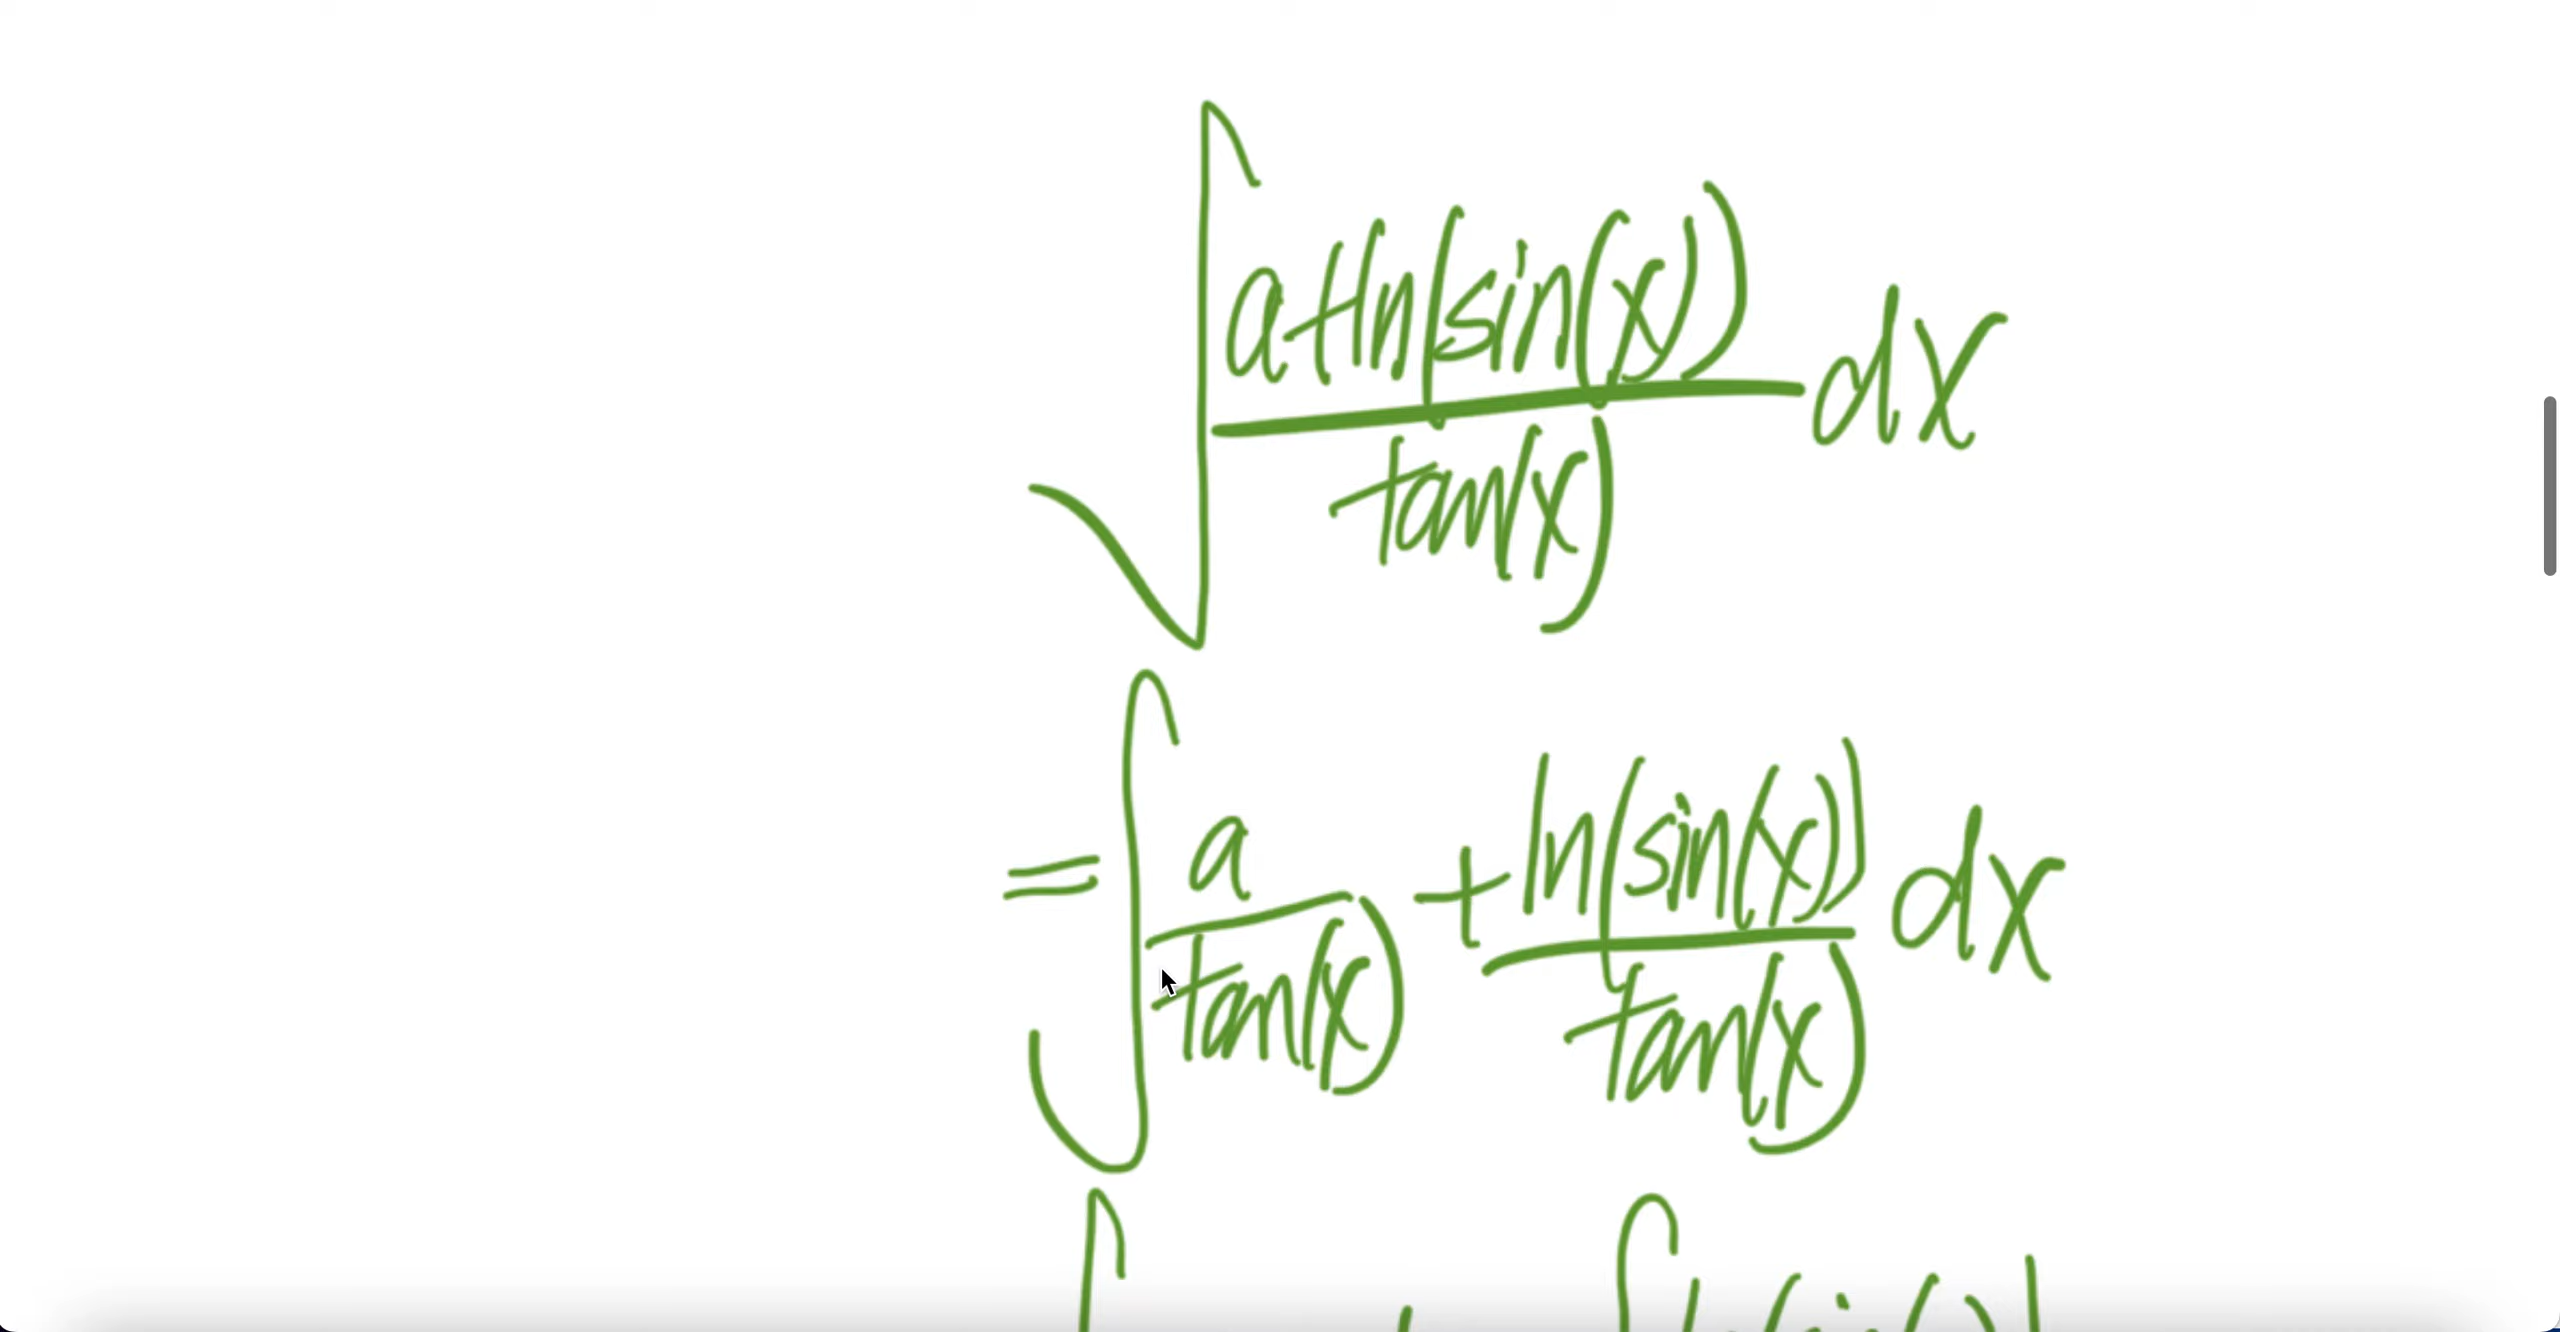 ∫ a+ln(sin(x)) / tan(x) dx
= ∫ a / tan(x) + ln(sin(x)) / tan(x) dx